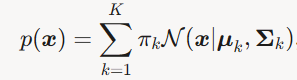 p(𝒙) = ∑_{k=1}^{K} π_k 𝒩(𝒙|𝝁_k, 𝚺_k).